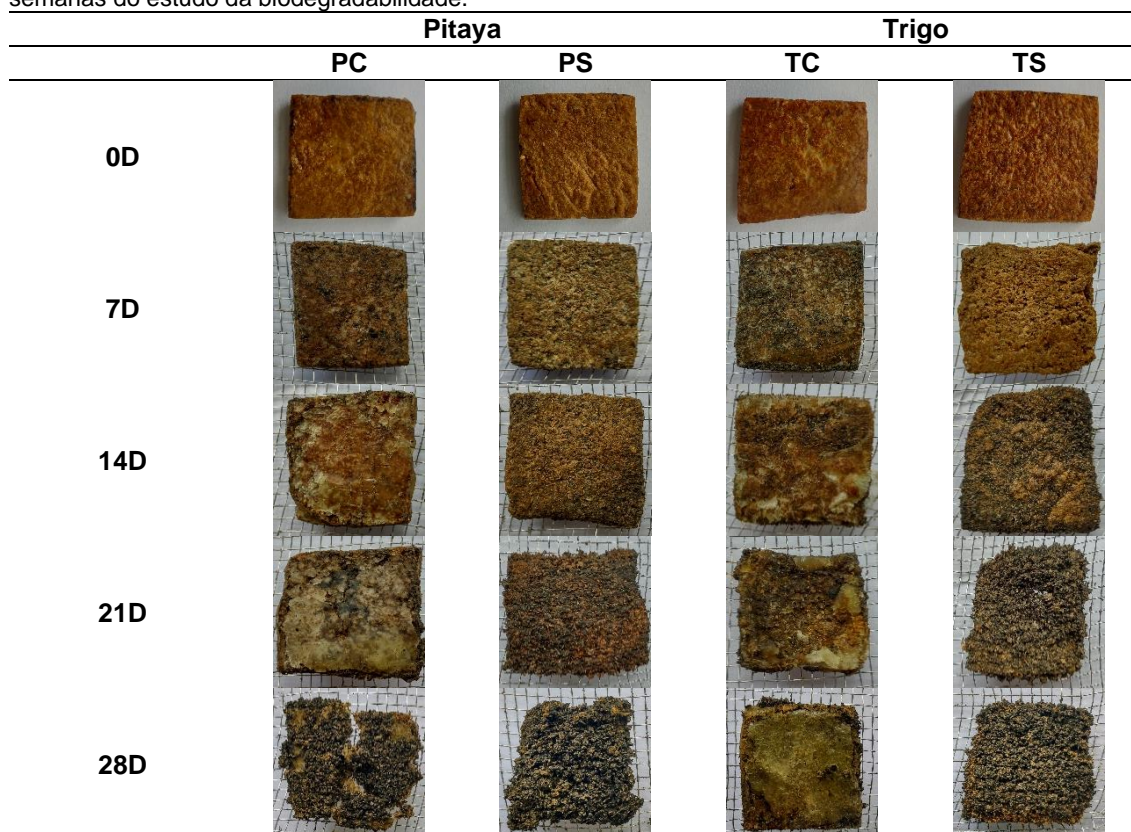 semanas do estudo da biodegradabilidade.
Pitaya Trigo
PC PS TC TS
0D
7D
14D
21D
28D